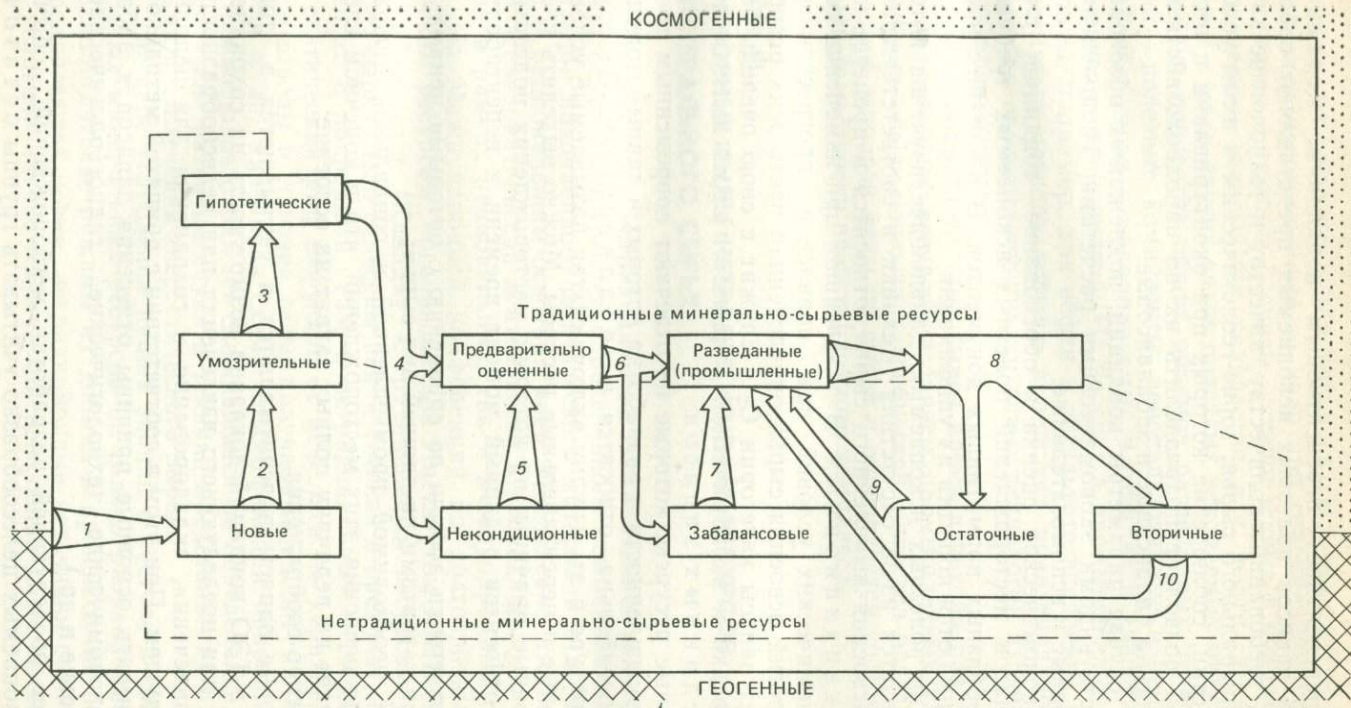 КОСМОГЕННЫЕ
Гипотетические
3
Традиционные минерально-сырьевые ресурсы
Умозрительные
4
Предварительно
оцененные
6
Разведанные
(промышленные)
8
2
5
7
9
1
Новые
Некондиционные
Забалансовые
Остаточные
Вторичные
10
Нетрадиционные минерально-сырьевые ресурсы
ГЕОГЕННЫЕ